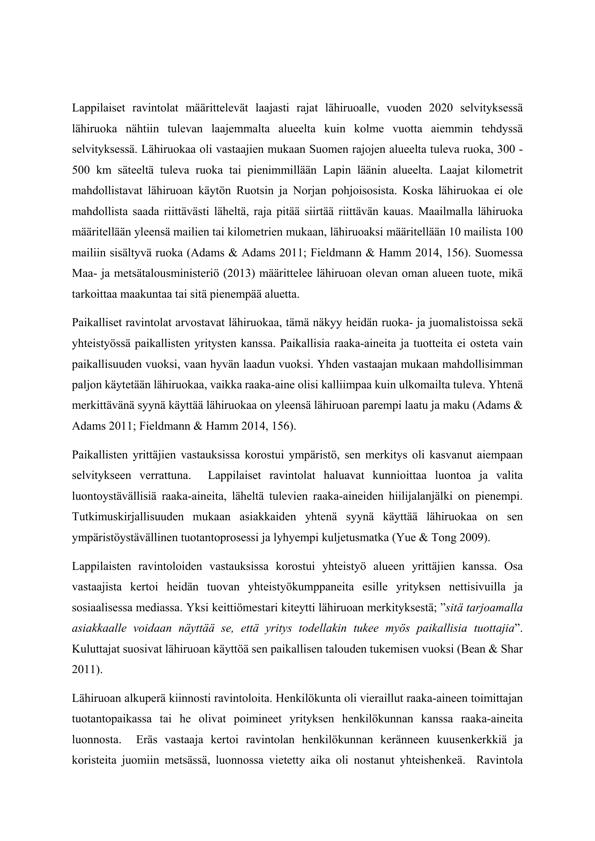 Lappilaiset ravintolat määrittelevät laajasti rajat lähiruoalle, vuoden 2020 selvityksessä
lähiruoka nähtiin tulevan laajemmalta alueelta kuin kolme vuotta aiemmin tehdyssä
selvityksessä. Lähiruokaa oli vastaajien mukaan Suomen rajojen alueelta tuleva ruoka, 300 -
500 km säteeltä tuleva ruoka tai pienimmillään Lapin läänin alueelta. Laajat kilometrit
mahdollistavat lähiruoan käytön Ruotsin ja Norjan pohjoisosista. Koska lähiruokaa ei ole
mahdollista saada riittävästi läheltä, raja pitää siirtää riittävän kauas. Maailmalla lähiruoka
määritellään yleensä mailien tai kilometrien mukaan, lähiruoaksi määritellään 10 mailista 100
mailiin sisältyvä ruoka (Adams & Adams 2011; Fieldmann & Hamm 2014, 156). Suomessa
Maa- ja metsätalousministeriö (2013) määrittelee lähiruoan olevan oman alueen tuote, mikä
tarkoittaa maakuntaa tai sitä pienempää aluetta.
Paikalliset ravintolat arvostavat lähiruokaa, tämä näkyy heidän ruoka- ja juomalistoissa sekä
yhteistyössä paikallisten yritysten kanssa. Paikallisia raaka-aineita ja tuotteita ei osteta vain
paikallisuuden vuoksi, vaan hyvän laadun vuoksi. Yhden vastaajan mukaan mahdollisimman
paljon käytetään lähiruokaa, vaikka raaka-aine olisi kalliimpaa kuin ulkomailta tuleva. Yhtenä
merkittävänä syynä käyttää lähiruokaa on yleensä lähiruoan parempi laatu ja maku (Adams &
Adams 2011; Fieldmann & Hamm 2014, 156).
Paikallisten yrittäjien vastauksissa korostui ympäristö, sen merkitys oli kasvanut aiempaan
selvitykseen verrattuna.  Lappilaiset ravintolat haluavat kunnioittaa luontoa ja valita
luontoystävällisiä raaka-aineita, läheltä tulevien raaka-aineiden hiilijalanjälki on pienempi.
Tutkimuskirjallisuuden mukaan asiakkaiden yhtenä syynä käyttää lähiruokaa on sen
ympäristöystävällinen tuotantoprosessi ja lyhyempi kuljetusmatka (Yue & Tong 2009).
Lappilaisten ravintoloiden vastauksissa korostui yhteistyö alueen yrittäjien kanssa. Osa
vastaajista kertoi heidän tuovan yhteistyökumppaneita esille yrityksen nettisivuilla ja
sosiaalisessa mediassa. Yksi keittiömestari kiteytti lähiruoan merkityksestä; ”sitä tarjoamalla
asiakkaalle voidaan näyttää se, että yritys todellakin tukee myös paikallisia tuottajia”.
Kuluttajat suosivat lähiruoan käyttöä sen paikallisen talouden tukemisen vuoksi (Bean & Shar
2011).
Lähiruoan alkuperä kiinnosti ravintoloita. Henkilökunta oli vieraillut raaka-aineen toimittajan
tuotantopaikassa tai he olivat poimineet yrityksen henkilökunnan kanssa raaka-aineita
luonnosta.  Eräs vastaaja kertoi ravintolan henkilökunnan keränneen kuusenkerkkiä ja
koristeita juomiin metsässä, luonnossa vietetty aika oli nostanut yhteishenkeä.  Ravintola